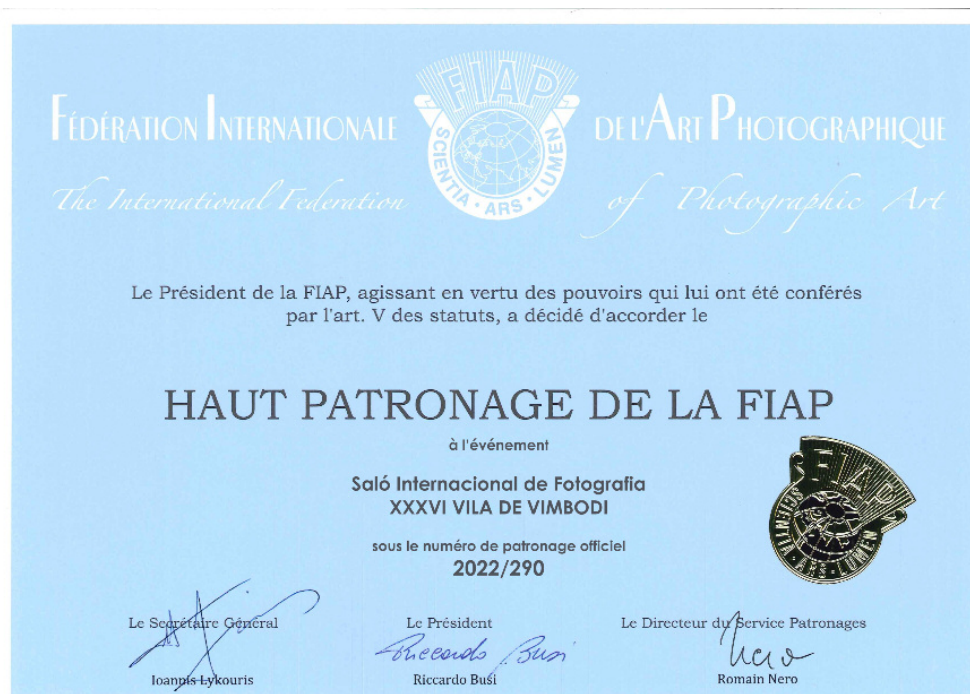 FÉDÉRATION INTERNATIONALE DE L'ART PHOTOGRAPHIQUE
FIAP
SCIENTIA · ARS · LUMEN
The International Federation of Photographic Art
Le Président de la FIAP, agissant en vertu des pouvoirs qui lui ont été conférés
par l'art. V des statuts, a décidé d'accorder le
HAUT PATRONAGE DE LA FIAP
à l'événement
Saló Internacional de Fotografia
XXXVI VILA DE VIMBODI
sous le numéro de patronage officiel
2022/290
FIAP
SCIENTIA · ARS · LUMEN
Le Secrétaire Général Le Président Le Directeur du Service Patronages
Riccardo Busi Nero
Ioannis Lykouris Riccardo Busi Romain Nero